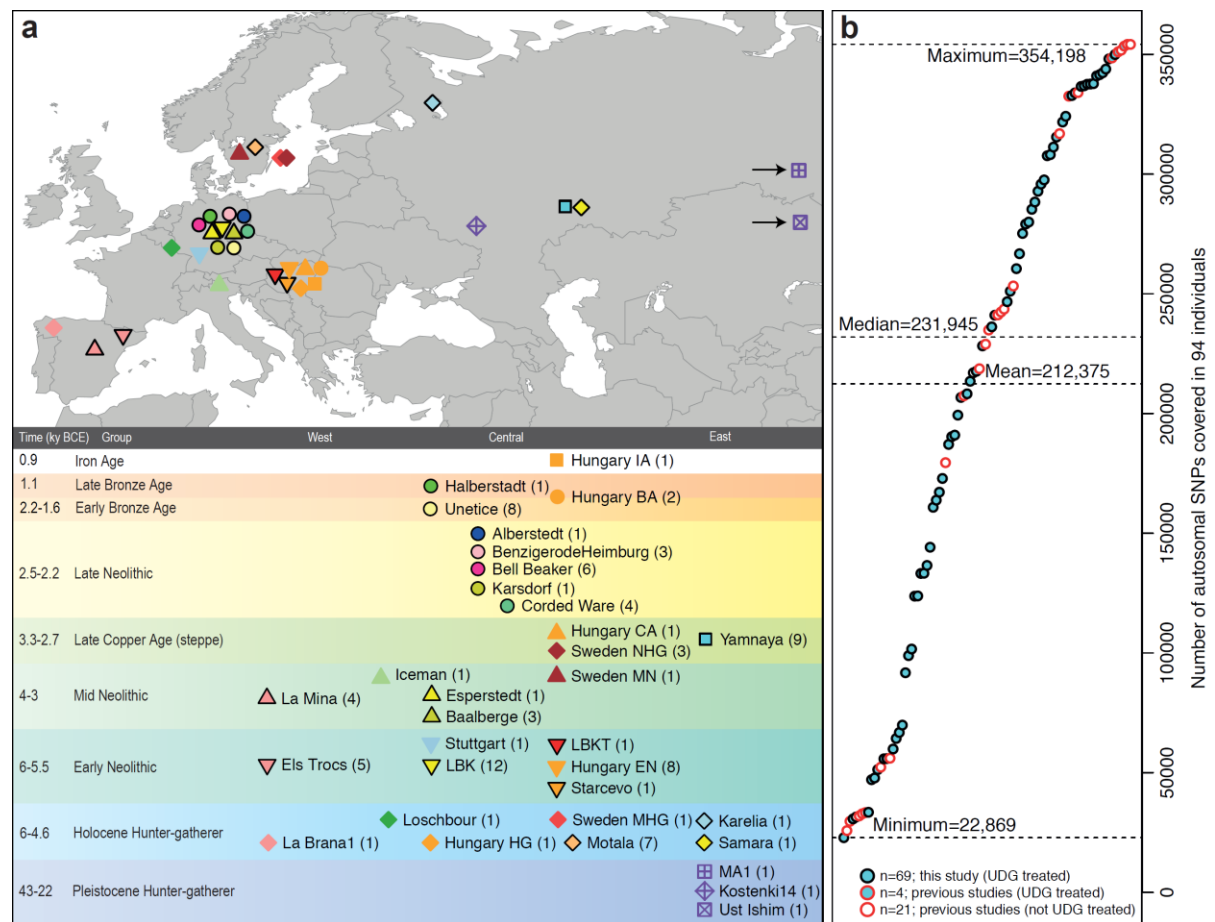 a
b
Maximum=354,198
Median=231,945
Mean=212,375
Minimum=22,869
n=69; this study (UDG treated)
n=4; previous studies (UDG treated)
n=21; previous studies (not UDG treated)
350000
300000
250000
200000
150000
100000
50000
0
Number of autosomal SNPs covered in 94 individuals
Time (ky BCE) Group West Central East
0.9 Iron Age Hungary IA (1)
1.1 Late Bronze Age Halberstadt (1)
Hungary BA (2)
2.2-1.6 Early Bronze Age Unetice (8)
Alberstedt (1)
BenzigerodeHeimburg (3)
2.5-2.2 Late Neolithic Bell Beaker (6)
Karsdorf (1)
Corded Ware (4)
Hungary CA (1)
3.3-2.7 Late Copper Age (steppe) Yamnaya (9)
Sweden NHG (3)
Iceman (1) Sweden MN (1)
4-3 Mid Neolithic La Mina (4) Esperstedt (1)
Baalberge (3)
Stuttgart (1) LBKT (1)
6-5.5 Early Neolithic Els Trocs (5) LBK (12) Hungary EN (8)
Starcevo (1)
Loschbour (1) Sweden MHG (1) Karelia (1)
6-4.6 Holocene Hunter-gatherer
La Brana1 (1) Hungary HG (1) Motala (7) Samara (1)
MA1 (1)
43-22 Pleistocene Hunter-gatherer Kostenki14 (1)
Ust Ishim (1)